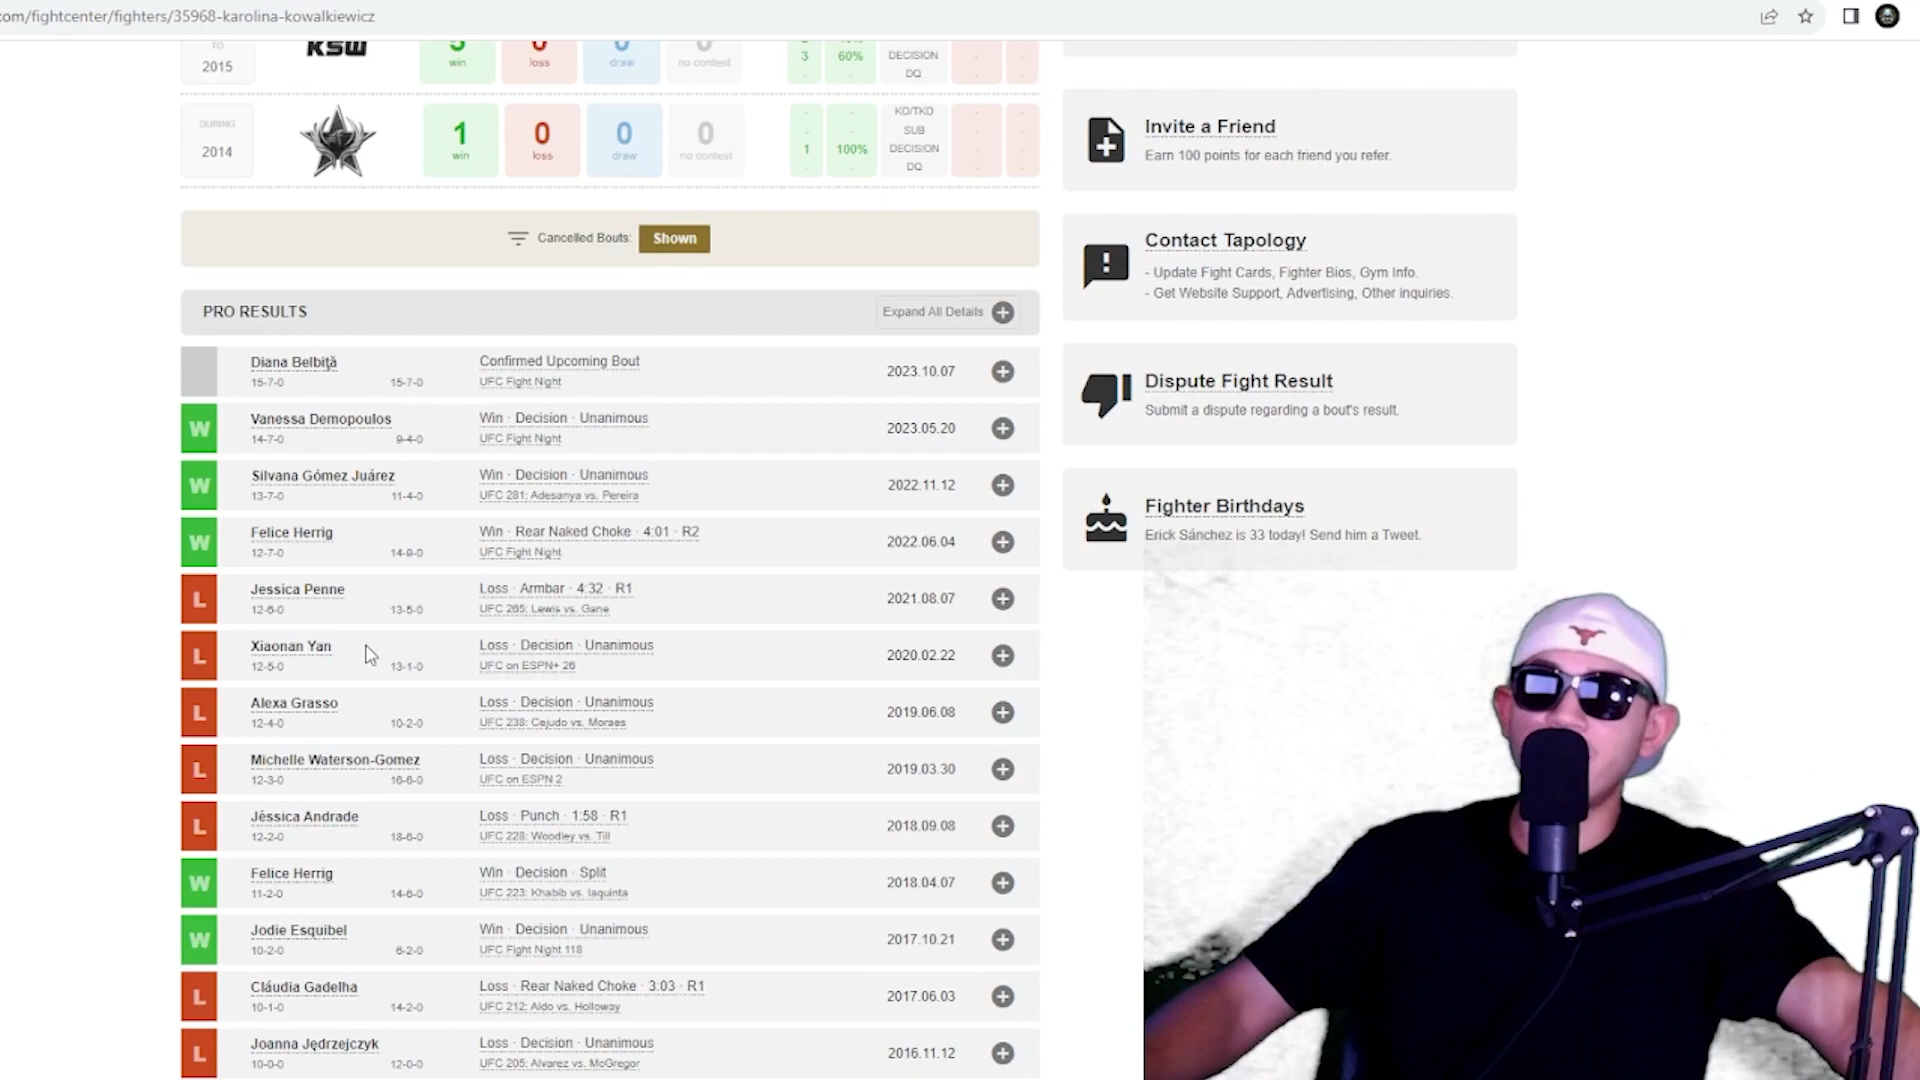 com/fightcenter/fighters/35968-karolina-kowalkiewicz
TO
2015
KSW
win
loss
draw
no contest
3
60%
DECISION
DQ
DURING
2014
1
win
0
loss
0
draw
0
no contest
1
100%
KO/TKO
SUB
DECISION
DQ
Cancelled Bouts: Shown
PRO RESULTS
Expand All Details
Diana Belbiţă
15-7-0 15-7-0
Confirmed Upcoming Bout
UFC Fight Night
2023.10.07
W
Vanessa Demopoulos
14-7-0 9-4-0
Win · Decision · Unanimous
UFC Fight Night
2023.05.20
W
Silvana Gómez Juárez
13-7-0 11-4-0
Win · Decision · Unanimous
UFC 281: Adesanya vs. Pereira
2022.11.12
W
Felice Herrig
12-7-0 14-9-0
Win · Rear Naked Choke · 4:01 · R2
UFC Fight Night
2022.06.04
L
Jessica Penne
12-6-0 13-5-0
Loss · Armbar · 4:32 · R1
UFC 265: Lewis vs. Gane
2021.08.07
L
Xiaonan Yan
12-5-0 13-1-0
Loss · Decision · Unanimous
UFC on ESPN+ 26
2020.02.22
L
Alexa Grasso
12-4-0 10-2-0
Loss · Decision · Unanimous
UFC 238: Cejudo vs. Moraes
2019.06.08
L
Michelle Waterson-Gomez
12-3-0 16-6-0
Loss · Decision · Unanimous
UFC on ESPN 2
2019.03.30
L
Jéssica Andrade
12-2-0 18-6-0
Loss · Punch · 1:58 · R1
UFC 228: Woodley vs. Till
2018.09.08
W
Felice Herrig
11-2-0 14-6-0
Win · Decision · Split
UFC 223: Khabib vs. Iaquinta
2018.04.07
W
Jodie Esquibel
10-2-0 6-2-0
Win · Decision · Unanimous
UFC Fight Night 118
2017.10.21
L
Cláudia Gadelha
10-1-0 14-2-0
Loss · Rear Naked Choke · 3:03 · R1
UFC 212: Aldo vs. Holloway
2017.06.03
L
Joanna Jędrzejczyk
10-0-0 12-0-0
Loss · Decision · Unanimous
UFC 205: Alvarez vs. McGregor
2016.11.12
Invite a Friend
Earn 100 points for each friend you refer.
Contact Tapology
- Update Fight Cards, Fighter Bios, Gym Info.
- Get Website Support, Advertising, Other inquiries.
Dispute Fight Result
Submit a dispute regarding a bout's result.
Fighter Birthdays
Erick Sánchez is 33 today! Send him a Tweet.